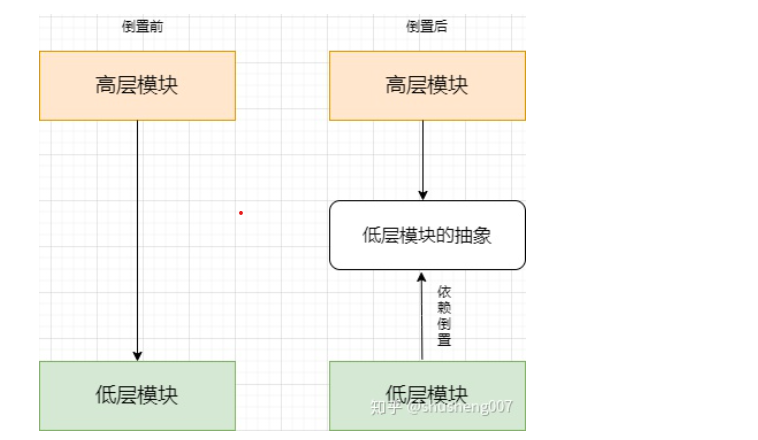 倒置前
倒置后
高层模块
高层模块
低层模块的抽象
依赖倒置
低层模块
低层模块
知乎 @shusheng007